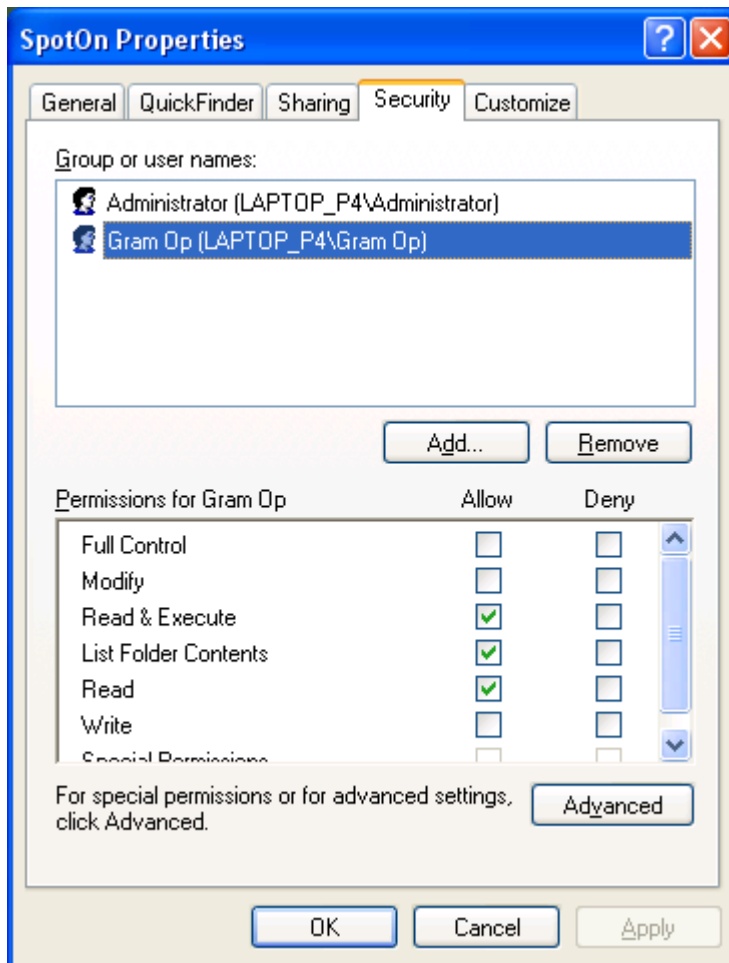 SpotOn Properties
General QuickFinder Sharing Security Customize
Group or user names:
Administrator (LAPTOP_P4\Administrator)
Gram Op (LAPTOP_P4\Gram Op)
Add... Remove
Permissions for Gram Op Allow Deny
Full Control
Modify
Read & Execute
List Folder Contents
Read
Write
Special Permissions
For special permissions or for advanced settings, Advanced
click Advanced.
OK Cancel Apply